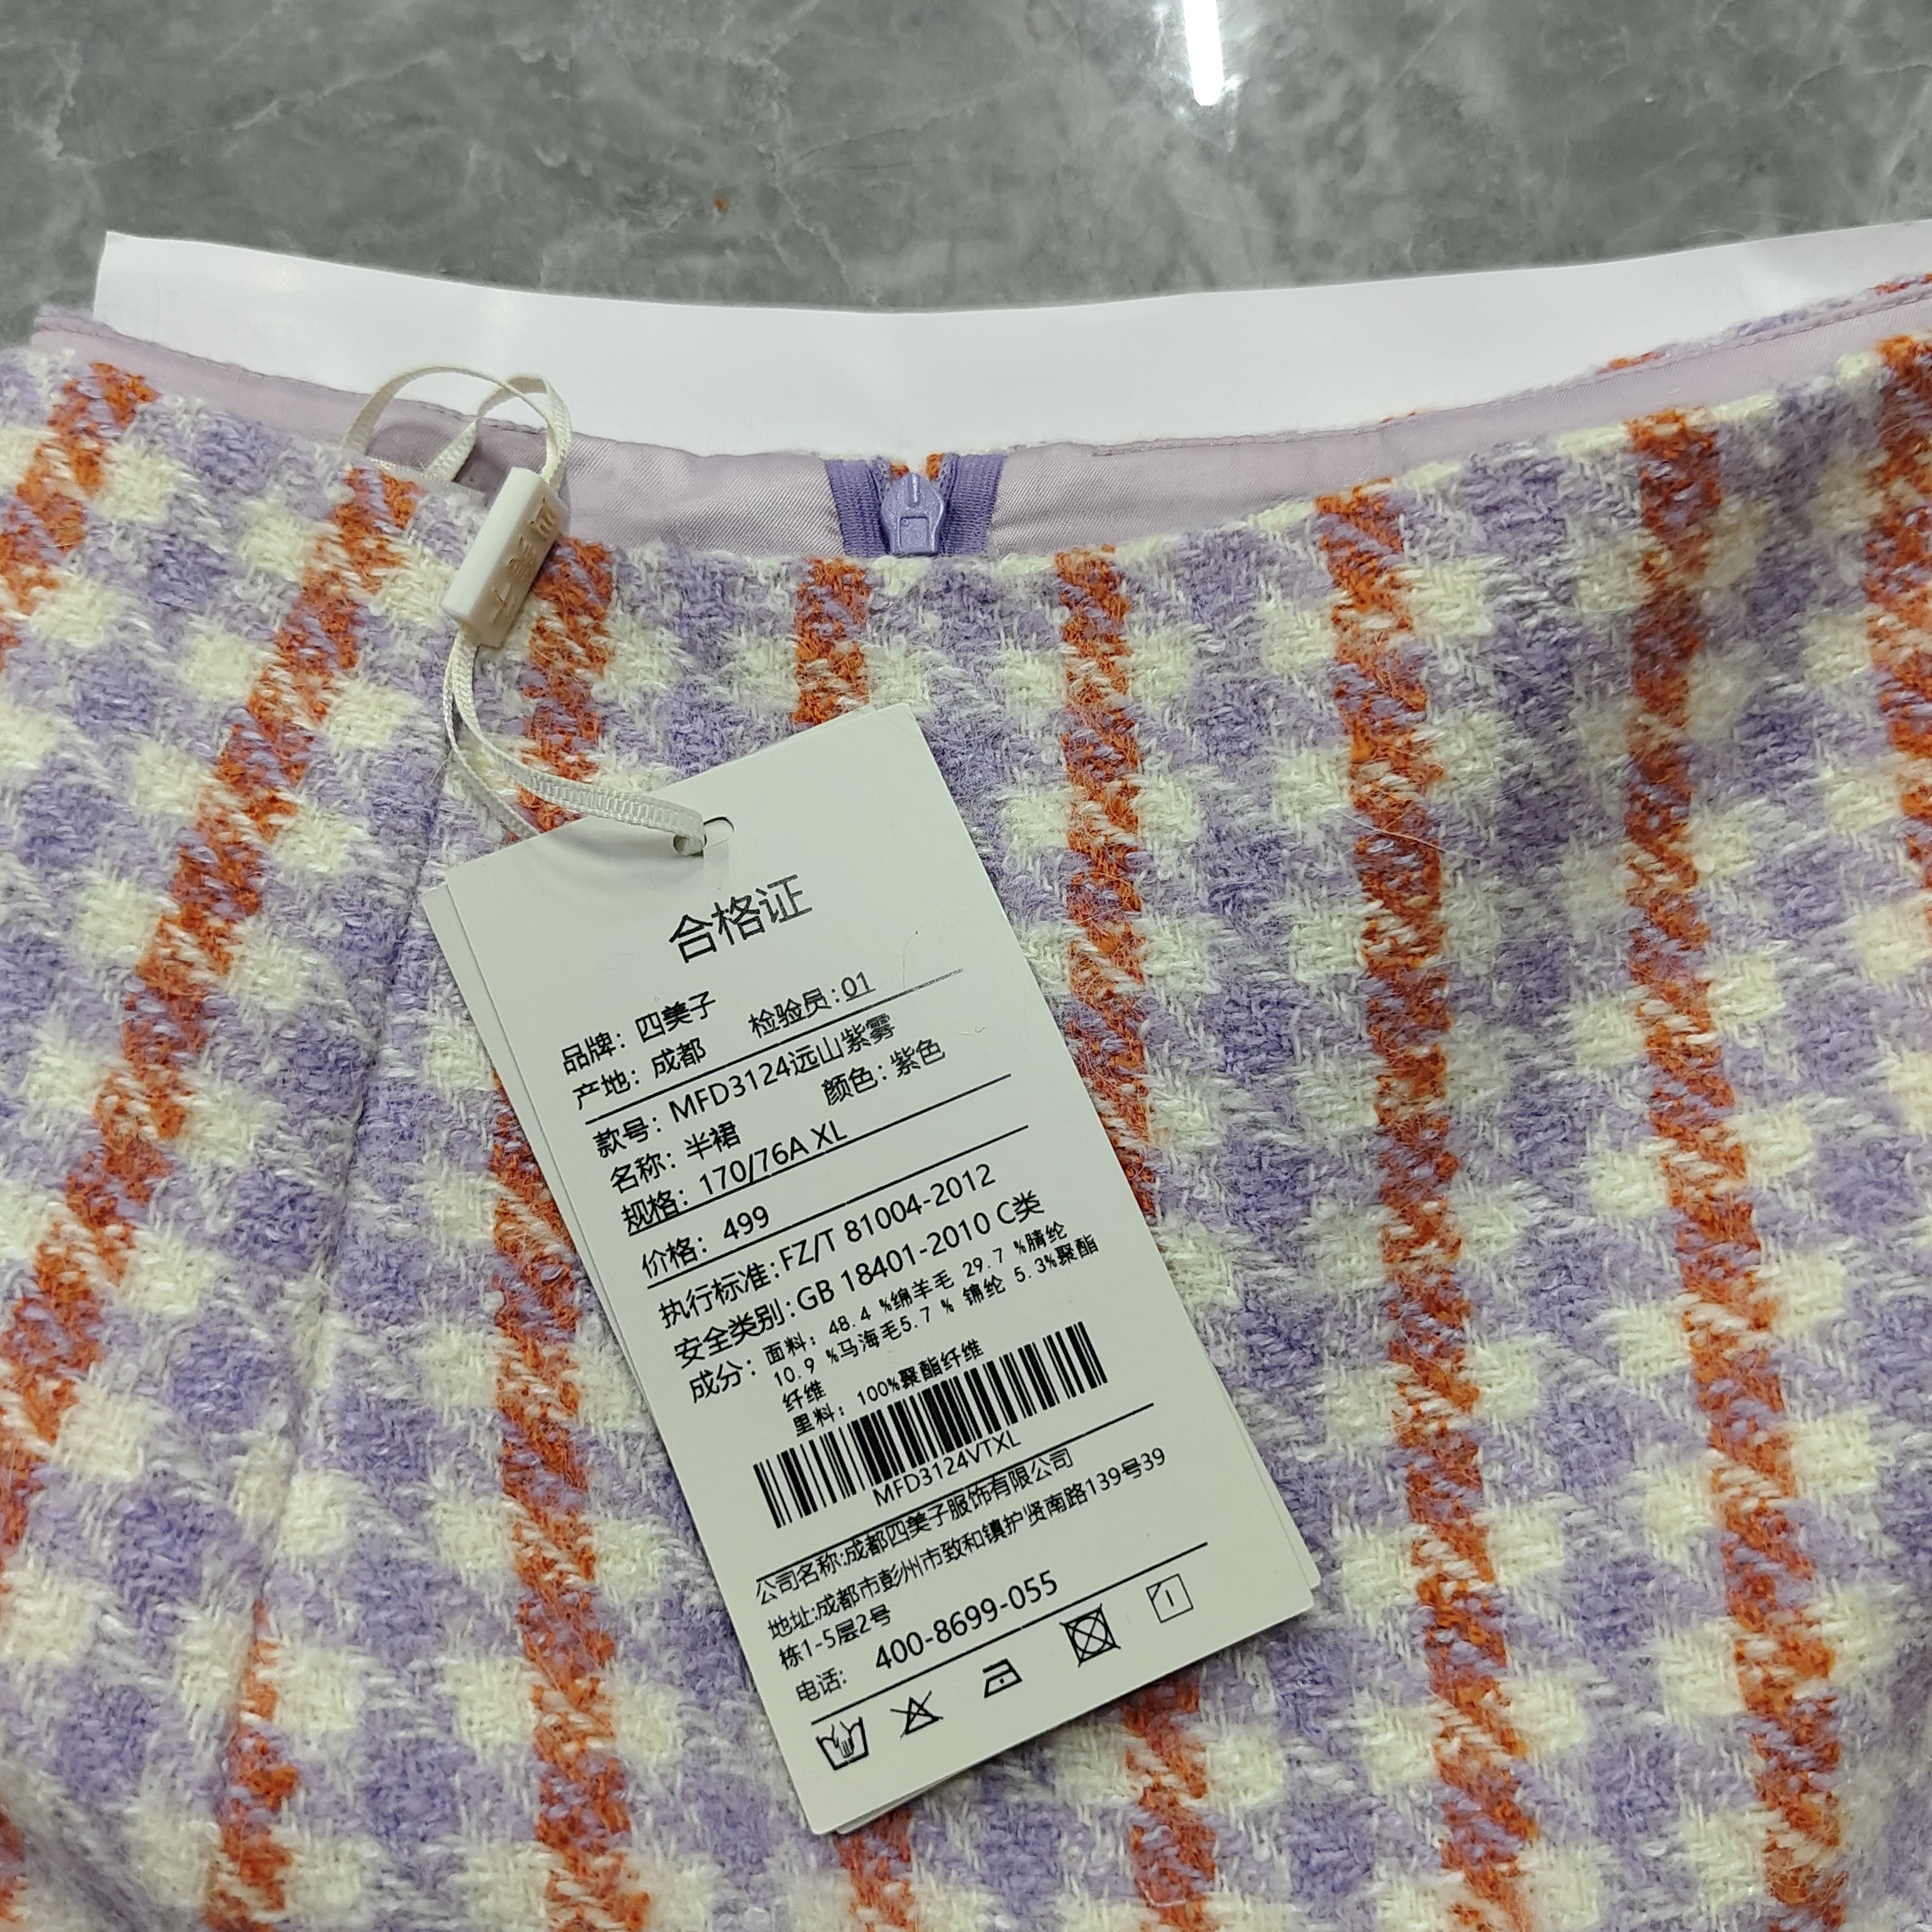 合格证
品牌：四美子
产地：成都 检验员:01
款号：MFD3124远山紫雾
名称：半裙 颜色：紫色
规格：170/76A XL
价格：499
执行标准:FZ/T 81004-2012
安全类别:GB 18401-2010 C类
成分：面料：48.4 %绵羊毛 29.7 %腈纶
10.9 %马海毛5.7 % 锦纶 5.3%聚酯
纤维
里料：100%聚酯纤维
MFD3124VTXL
公司名称:成都四美子服饰有限公司
地址:成都市彭州市致和镇护贤南路139号39
栋1-5层2号
电话：400-8699-055